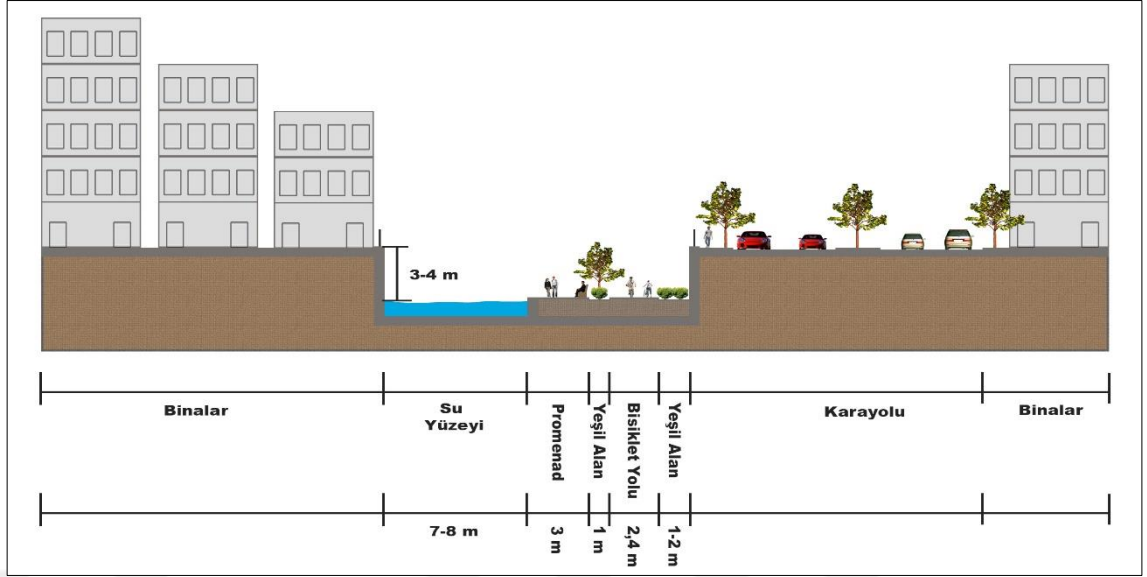 3-4 m
Binalar
Su
Yüzeyi
Promenad
Yeşil Alan
Bisiklet Yolu
Yeşil Alan
Karayolu
Binalar
7-8 m
3 m
1 m
2,4 m
1-2 m